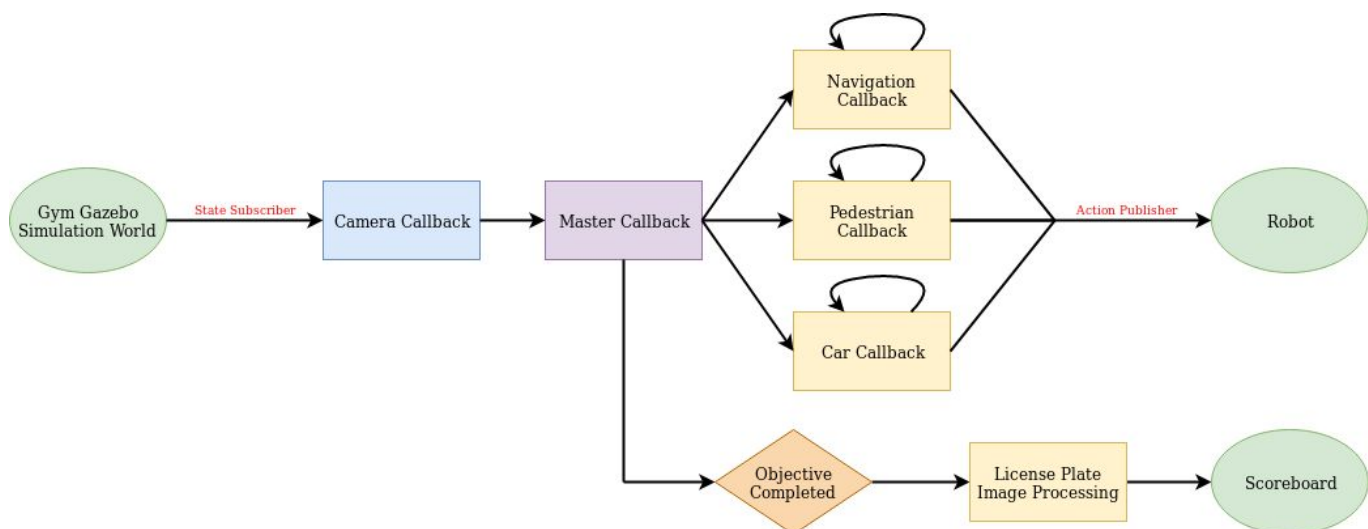 Navigation
Callback
Gym Gazebo
Simulation World
State Subscriber
Camera Callback
Master Callback
Pedestrian
Callback
Action Publisher
Robot
Car Callback
Objective
Completed
License Plate
Image Processing
Scoreboard